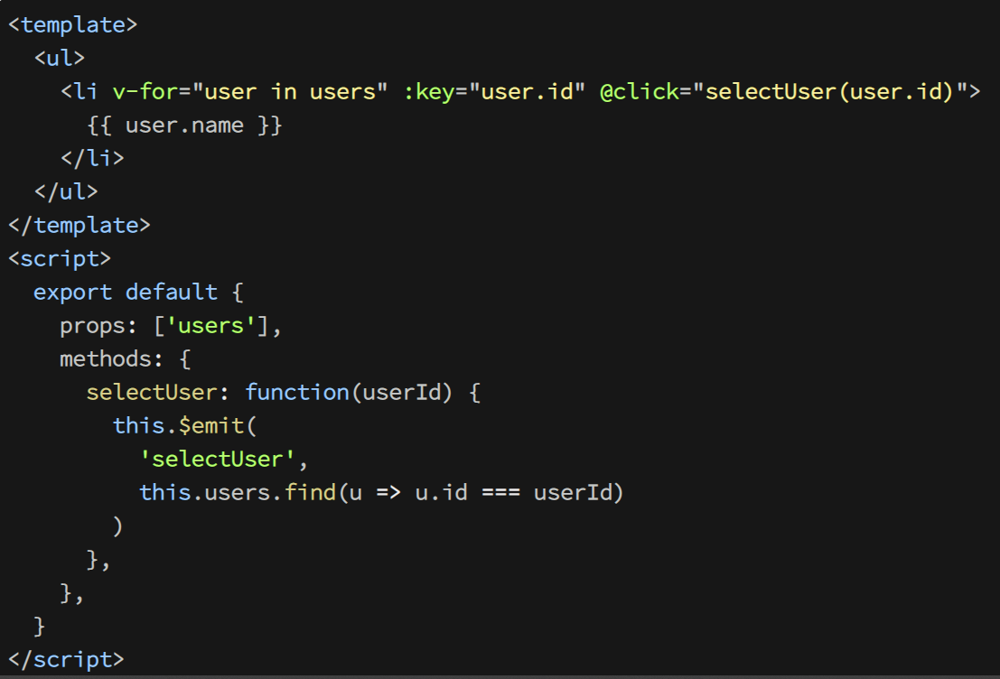 <template>
  <ul>
    <li v-for="user in users" :key="user.id" @click="selectUser(user.id)">
      {{ user.name }}
    </li>
  </ul>
</template>
<script>
  export default {
    props: ['users'],
    methods: {
      selectUser: function(userId) {
        this.$emit(
          'selectUser',
          this.users.find(u => u.id === userId)
        )
      },
    },
  }
</script>